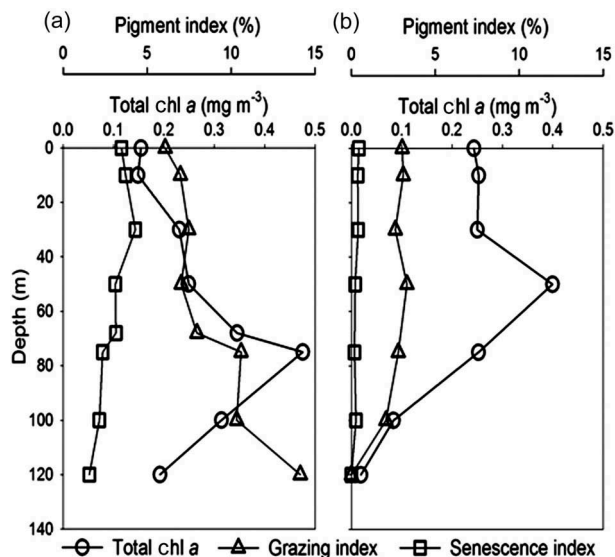 (a)
Pigment index (%)
0 5 10 15
Total chl a (mg m⁻³)
0.0 0.1 0.2 0.3 0.4 0.5
(b)
Pigment index (%)
0 5 10 15
Total chl a (mg m⁻³)
0.0 0.1 0.2 0.3 0.4 0.5
Depth (m)
0
20
40
60
80
100
120
140
Total chl a Grazing index Senescence index